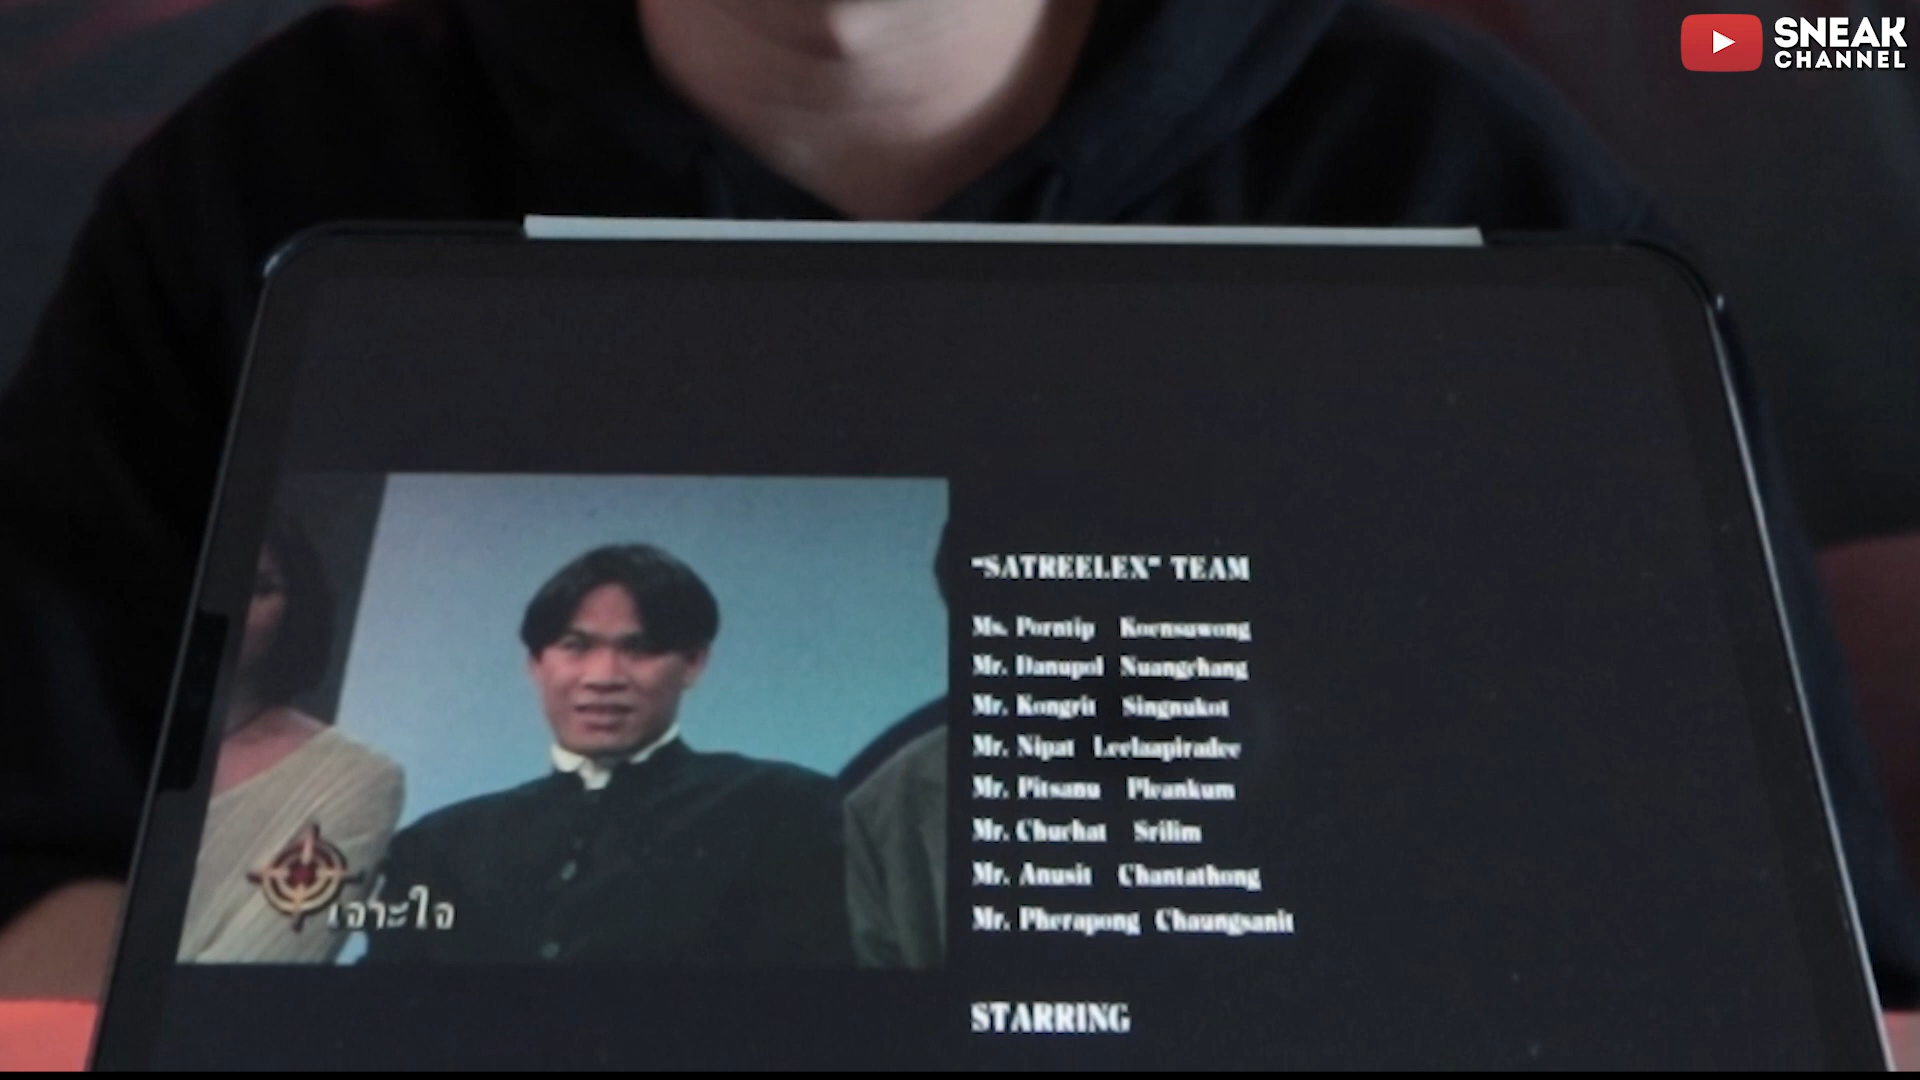 SNEAK
CHANNEL
"SATREELEX" TEAM
Ms. Porntip Koensuwong
Mr. Danupol Nuangchang
Mr. Kongrit Singnukot
Mr. Nipat Leelaapiradee
Mr. Pitsanu Pleankum
Mr. Chuchat Srilim
Mr. Anusit Chantathong
Mr. Pherapong Chaungsanit
เจาะใจ
STARRING